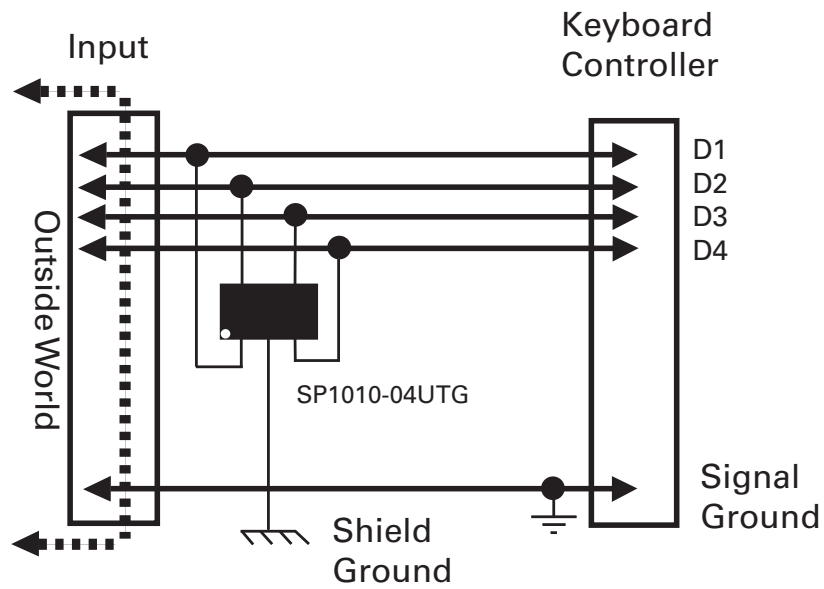 Input
Keyboard
Controller
D1
D2
D3
D4
Outside World
SP1010-04UTG
Signal
Ground
Shield
Ground